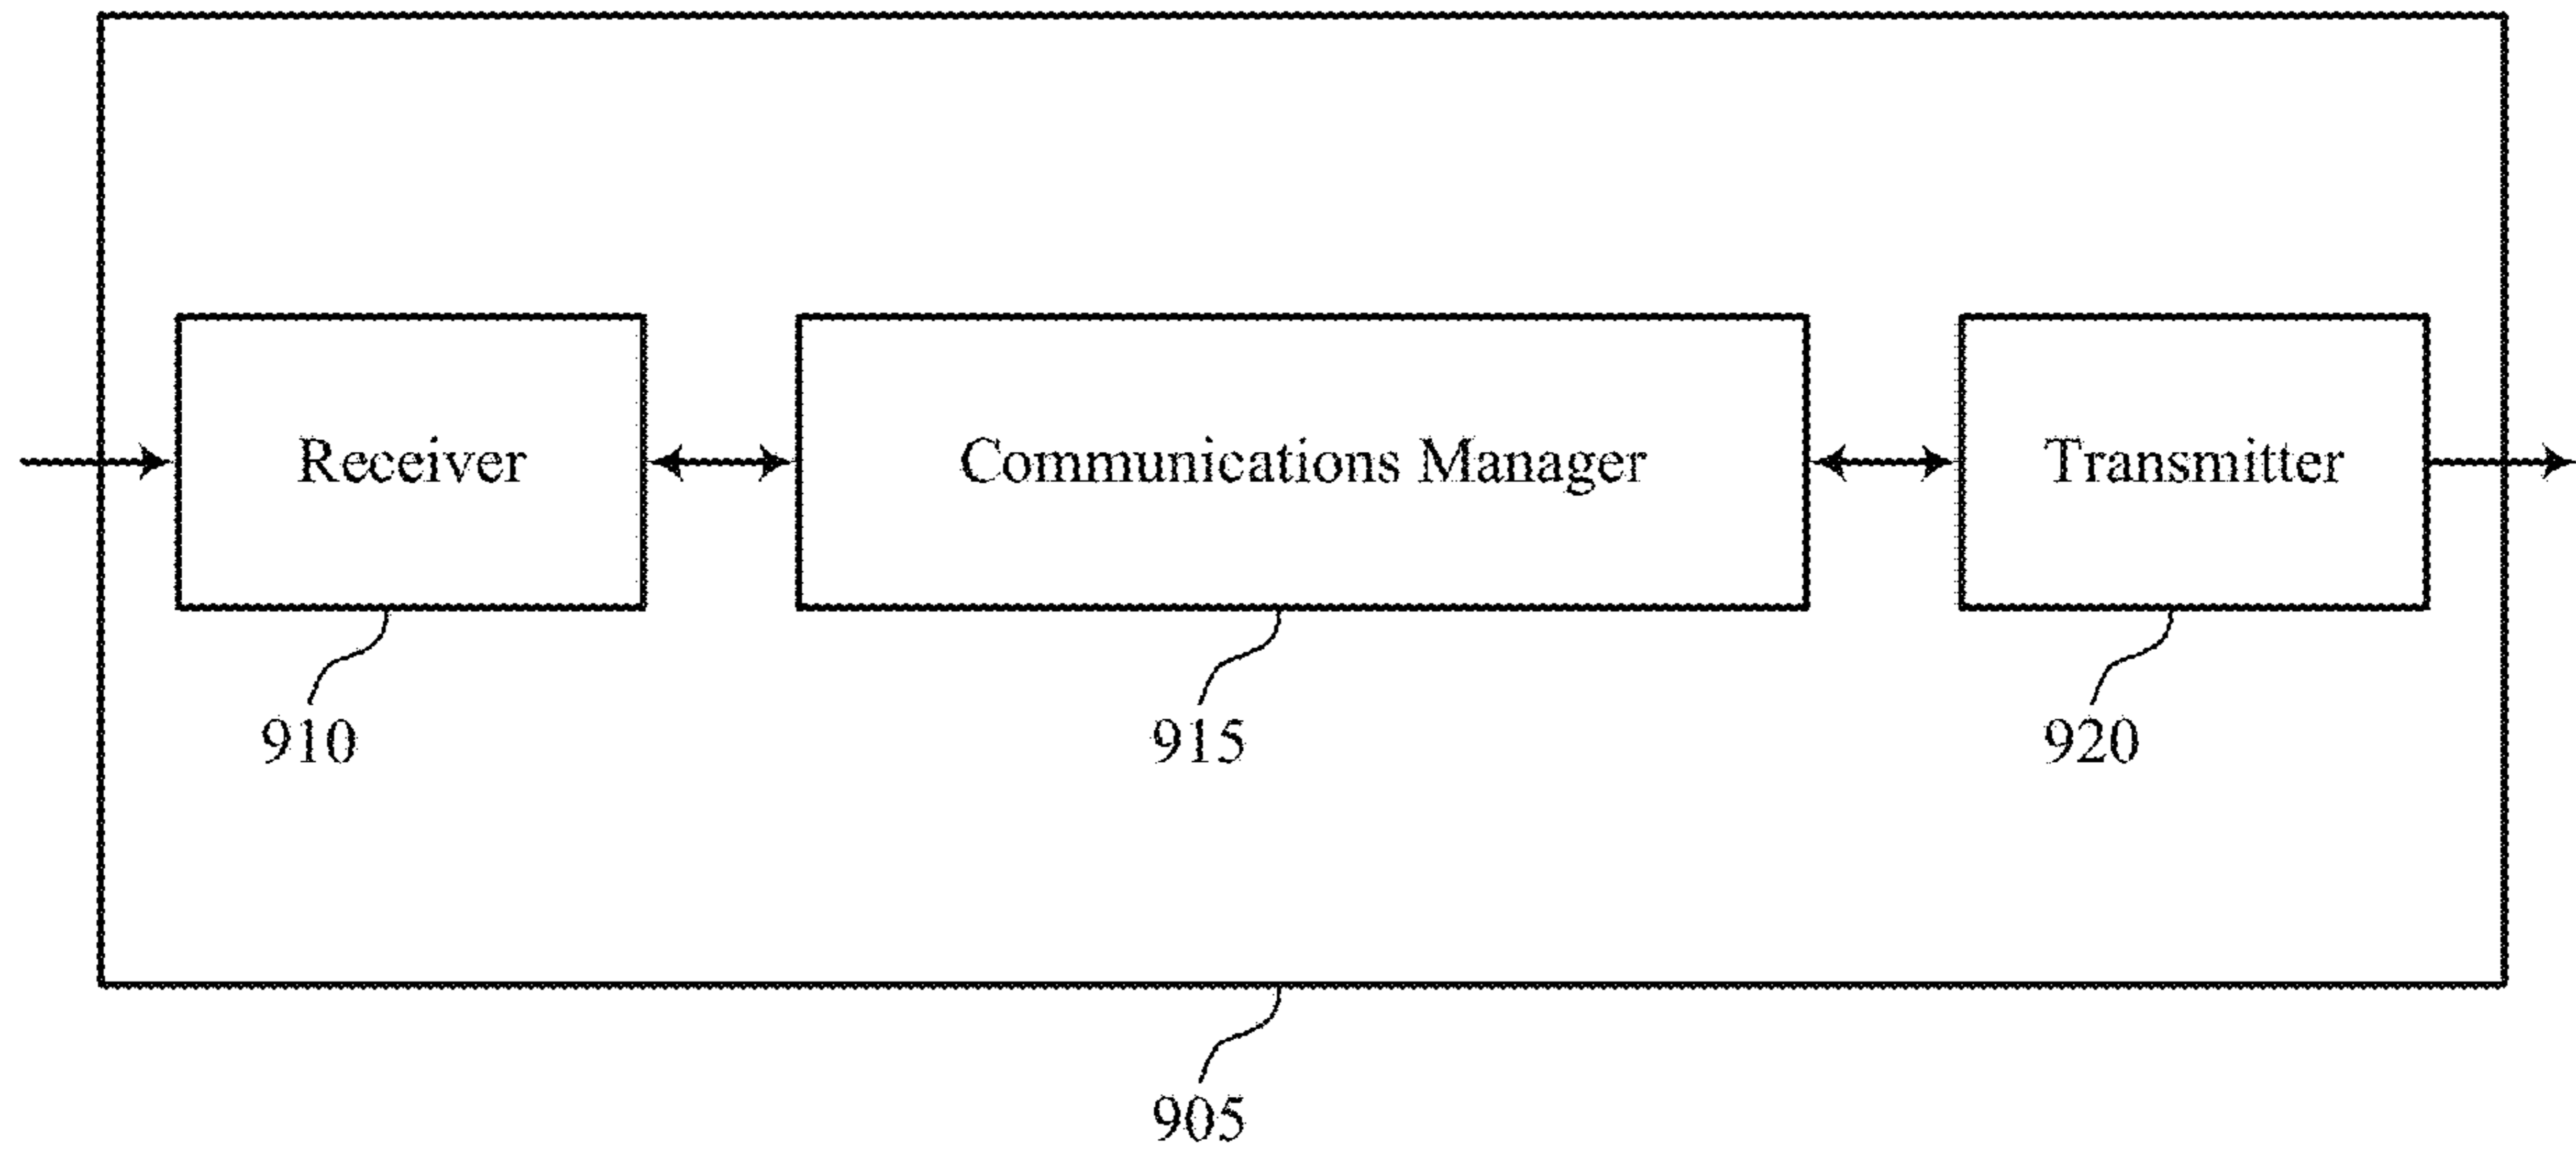 Receiver
Communications Manager
Transmitter
910
915
920
905